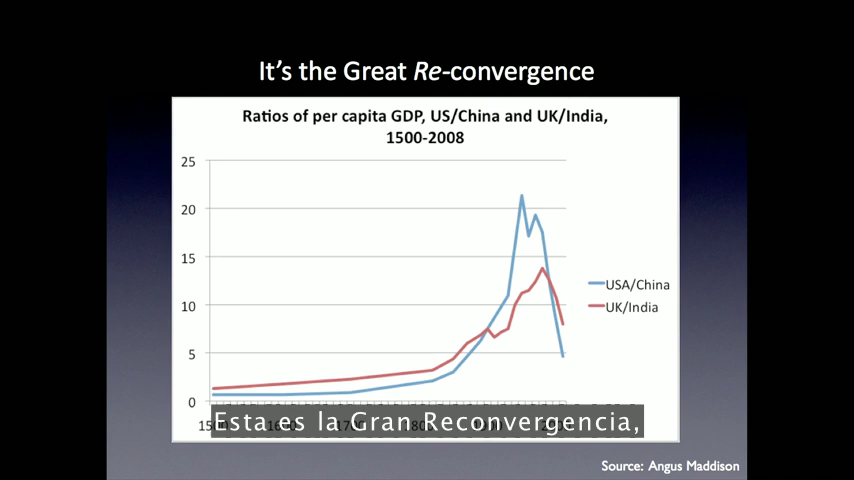 It's the Great Re-convergence
Ratios of per capita GDP, US/China and UK/India,
1500-2008
25
20
15
10
5
0
USA/China
UK/India
Esta es la Gran Reconvergencia,
Source: Angus Maddison